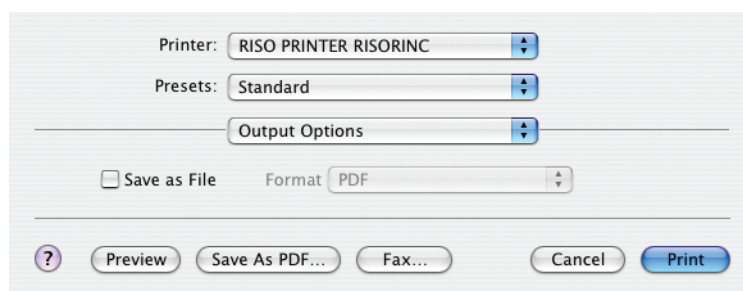 Printer: RISO PRINTER RISORINC
Presets: Standard
Output Options
Save as File Format PDF
? Preview Save As PDF... Fax... Cancel Print